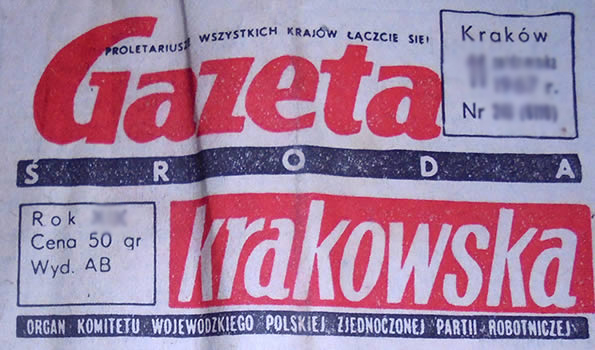 PROLETARIUSZE WSZYSTKICH KRAJÓW ŁĄCZCIE SIĘ!
Gazeta
Kraków
r.
Nr
ŚRODA
Rok
Cena 50 gr
Wyd. AB
krakowska
ORGAN KOMITETU WOJEWÓDZKIEGO POLSKIEJ ZJEDNOCZONEJ PARTII ROBOTNICZEJ